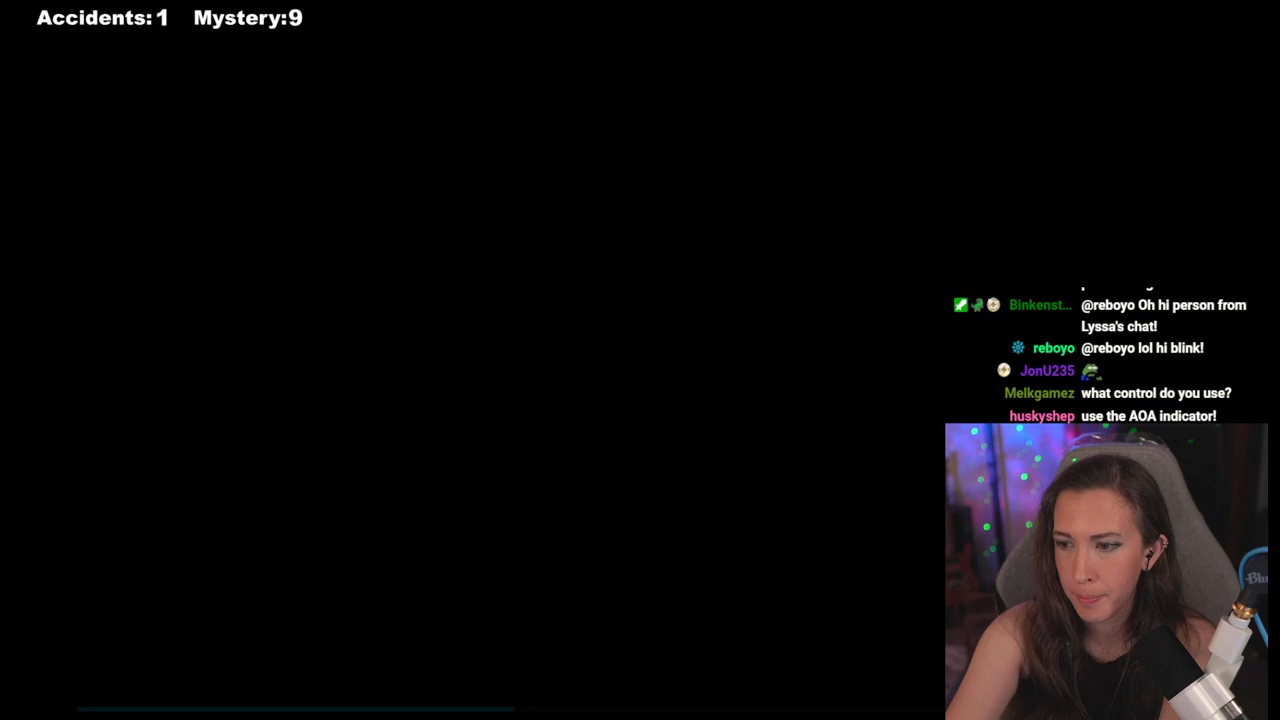 Accidents: 1 Mystery:9
Binkenst... @reboyo Oh hi person from
Lyssa's chat!
reboyo @reboyo lol hi blink!
JonU235
Melkgamez what control do you use?
huskyshep use the AOA indicator!
Blu